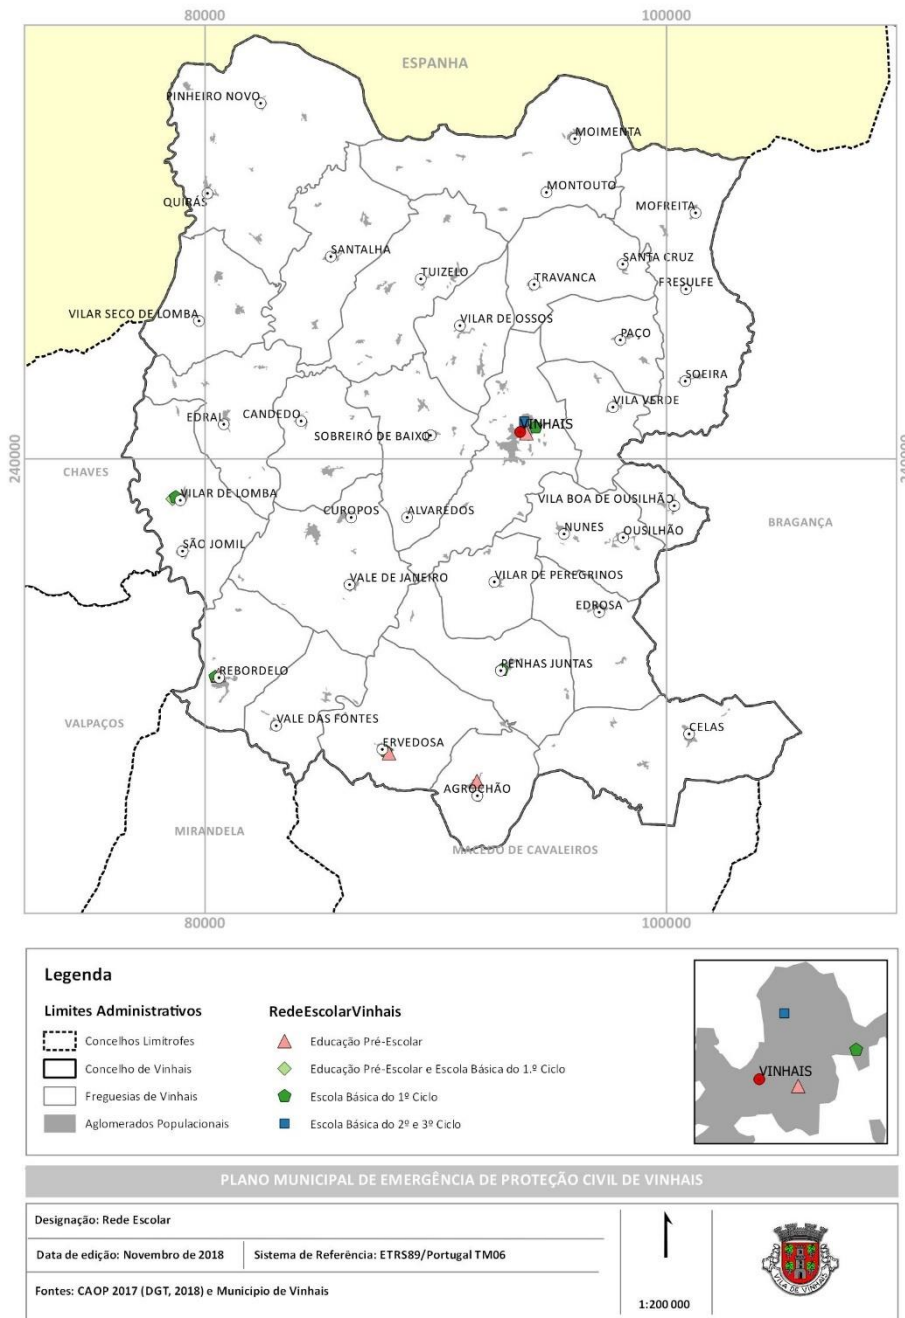 80000 100000
ESPANHA
PINHEIRO NOVO
MOIMENTA
MONTOUTO
QUIRÁS
MOFREITA
SANTALHA
SANTA CRUZ
TUIZELO
TRAVANCA
FRESULFE
VILAR SECO DE LOMBA
VILAR DE OSSOS
PAÇO
SOEIRA
VILA VERDE
EDRAL
CANDEDO
VINHAIS
SOBREIRÓ DE BAIXO
240000 240000
CHAVES
VILAR DE LOMBA
VILA BOA DE OUSILHÃO
BRAGANÇA
CUROPOS
ALVAREDOS
NUNES
OUSILHÃO
SÃO JOMIL
VALE DE JANEIRO
VILAR DE PEREGRINOS
EDROSA
REBORDELO
PENHAS JUNTAS
VALPAÇOS
VALE DAS FONTES
CELAS
ERVEDOSA
AGROCHÃO
MIRANDELA
MACEDO DE CAVALEIROS
80000 100000
Legenda
Limites Administrativos
Concelhos Limitrofes
Concelho de Vinhais
Freguesias de Vinhais
Aglomerados Populacionais
RedeEscolarVinhais
Educação Pré-Escolar
Educação Pré-Escolar e Escola Básica do 1.º Ciclo
Escola Básica do 1º Ciclo
Escola Básica do 2º e 3º Ciclo
VINHAIS
PLANO MUNICIPAL DE EMERGÊNCIA DE PROTEÇÃO CIVIL DE VINHAIS
Designação: Rede Escolar
Data de edição: Novembro de 2018
Sistema de Referência: ETRS89/Portugal TM06
Fontes: CAOP 2017 (DGT, 2018) e Municipio de Vinhais
1:200 000
VILA DE VINHAIS